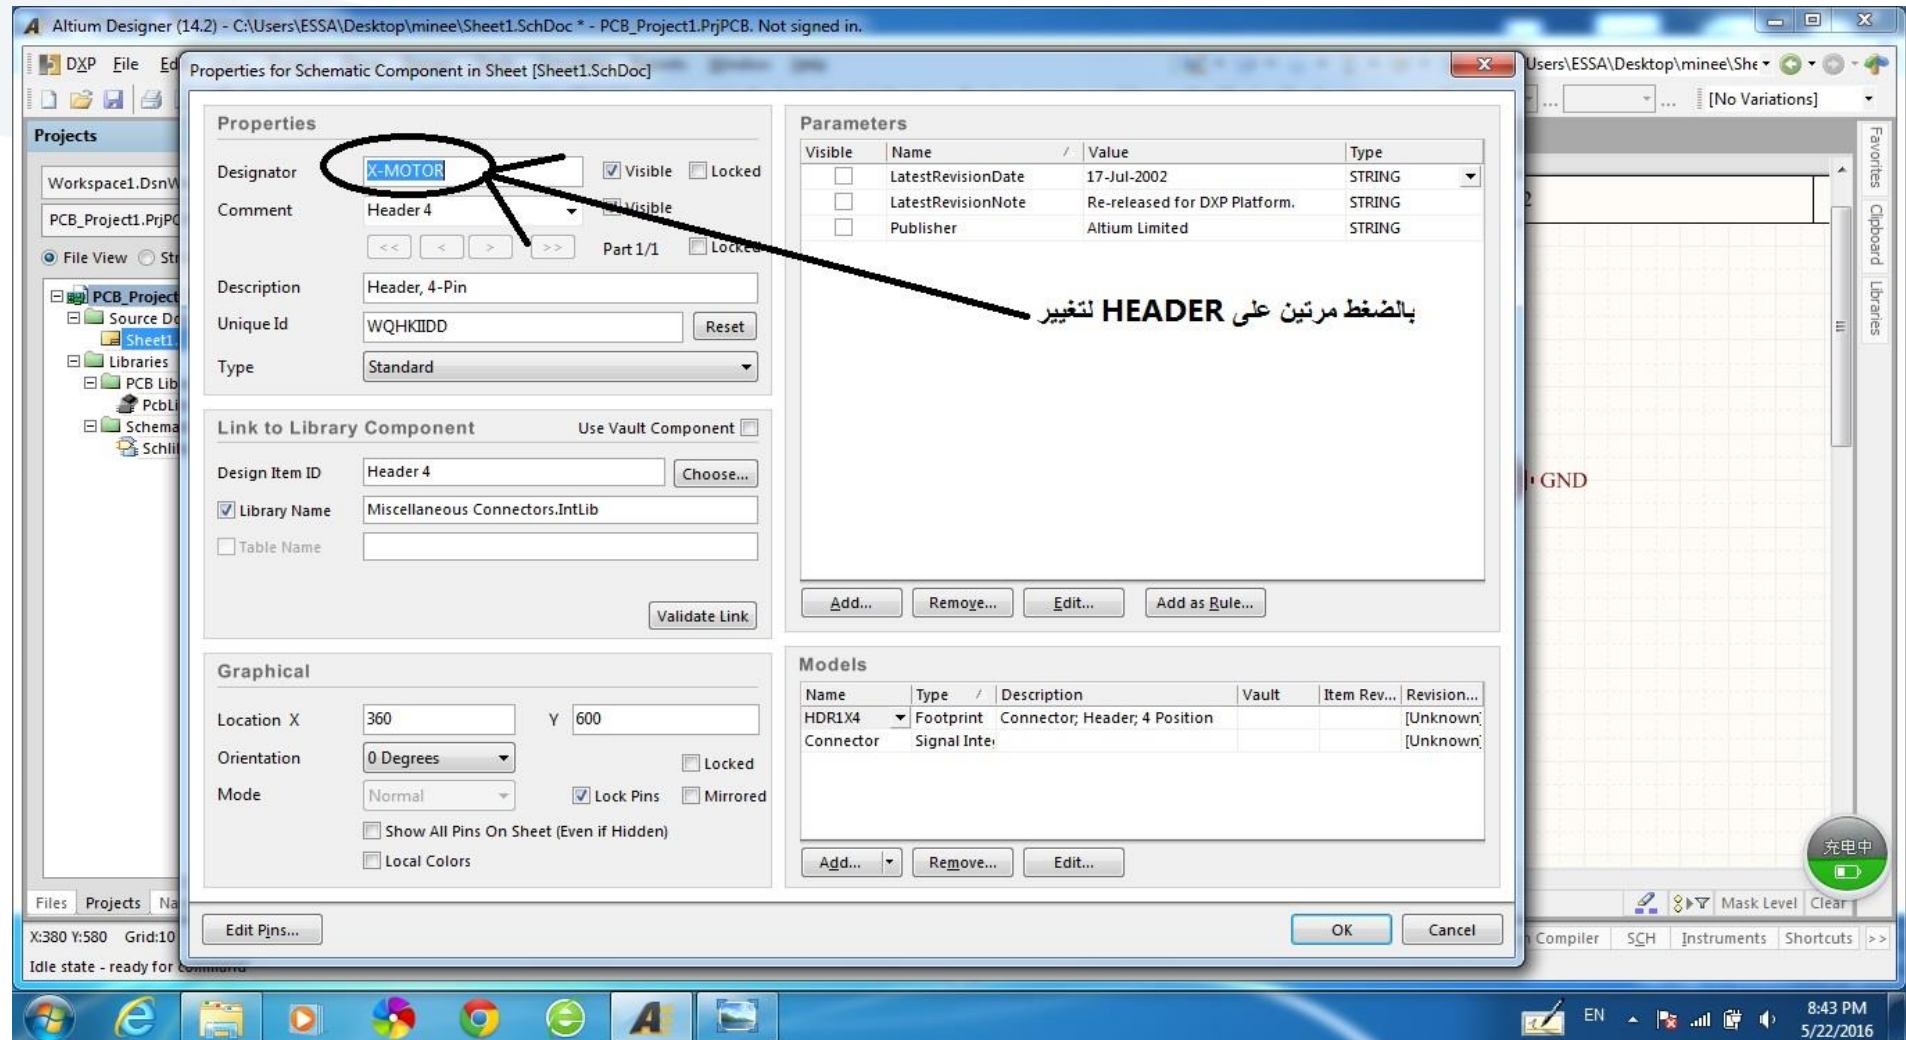 Altium Designer (14.2) - C:\Users\ESSA\Desktop\minee\Sheet1.SchDoc * - PCB_Project1.PrjPCB. Not signed in.
DXP File Ed
Users\ESSA\Desktop\minee\She
[No Variations]
Properties for Schematic Component in Sheet [Sheet1.SchDoc]
Projects
Workspace1.DsnW
PCB_Project1.PrjPC
File View Str
PCB_Project
Source Do
Sheet1.
Libraries
PCB Lib
PcbLi
Schema
Schlil
Files Projects Na
X:380 Y:580 Grid:10
Idle state - ready for command
Properties
Designator X-MOTOR Visible Locked
Comment Header 4 Visible
<< < > >> Part 1/1 Locked
Description Header, 4-Pin
Unique Id WQHKIIDD Reset
Type Standard
Link to Library Component Use Vault Component
Design Item ID Header 4 Choose...
Library Name Miscellaneous Connectors.IntLib
Table Name
Validate Link
Graphical
Location X 360 Y 600
Orientation 0 Degrees Locked
Mode Normal Lock Pins Mirrored
Show All Pins On Sheet (Even if Hidden)
Local Colors
Edit Pins...
Parameters
Visible Name / Value Type
LatestRevisionDate 17-Jul-2002 STRING
LatestRevisionNote Re-released for DXP Platform. STRING
Publisher Altium Limited STRING
بالضغط مرتين على HEADER لتغيير
Add... Remove... Edit... Add as Rule...
Models
Name Type / Description Vault Item Rev... Revision...
HDR1X4 Footprint Connector; Header; 4 Position [Unknown]
Connector Signal Inte [Unknown]
Add... Remove... Edit...
OK Cancel
2
GND
Favorites
Clipboard
Libraries
充电中
Mask Level Clear
Compiler SCH Instruments Shortcuts >>
EN
8:43 PM
5/22/2016